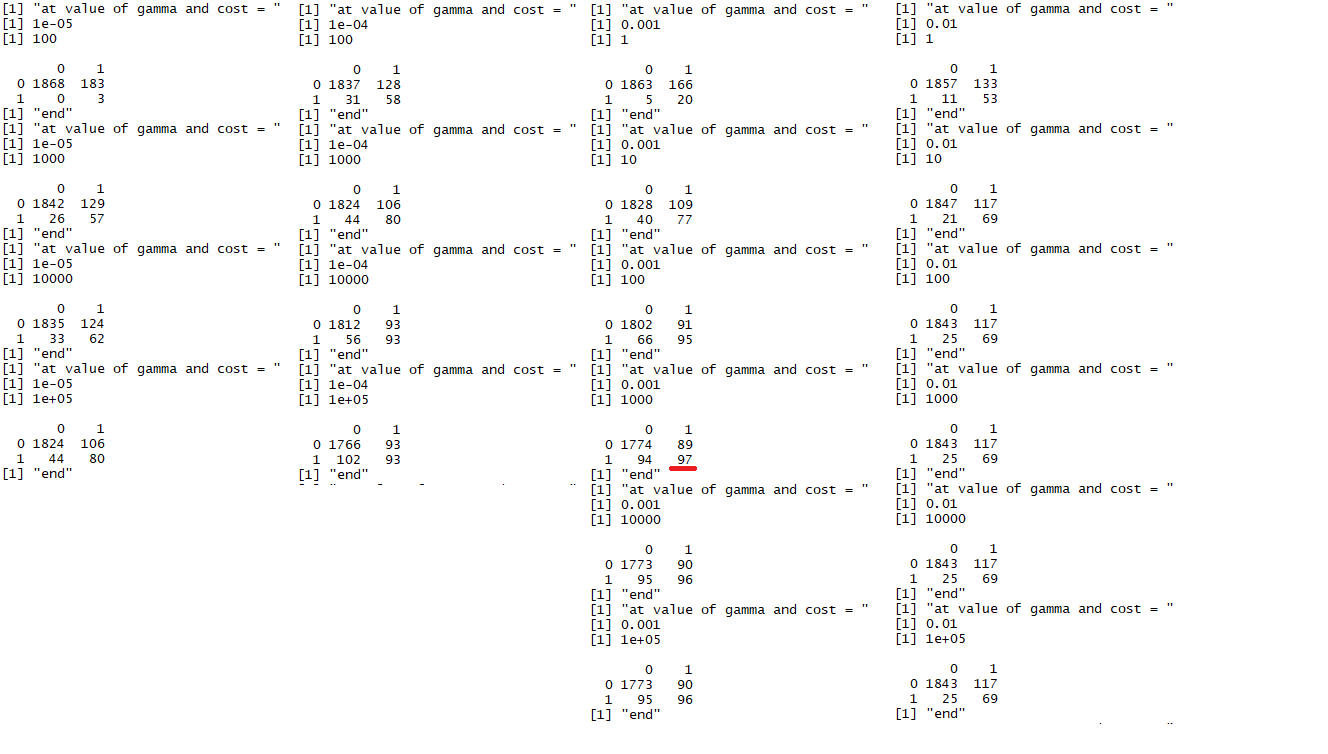 [1] "at value of gamma and cost = "
[1] 1e-05
[1] 100
0 1
0 1868 183
1 0 3
[1] "end"
[1] "at value of gamma and cost = "
[1] 1e-05
[1] 1000
0 1
0 1842 129
1 26 57
[1] "end"
[1] "at value of gamma and cost = "
[1] 1e-05
[1] 10000
0 1
0 1835 124
1 33 62
[1] "end"
[1] "at value of gamma and cost = "
[1] 1e-05
[1] 1e+05
0 1
0 1824 106
1 44 80
[1] "end"
[1] "at value of gamma and cost = "
[1] 1e-04
[1] 100
0 1
0 1837 128
1 31 58
[1] "end"
[1] "at value of gamma and cost = "
[1] 1e-04
[1] 1000
0 1
0 1824 106
1 44 80
[1] "end"
[1] "at value of gamma and cost = "
[1] 1e-04
[1] 10000
0 1
0 1812 93
1 56 93
[1] "end"
[1] "at value of gamma and cost = "
[1] 1e-04
[1] 1e+05
0 1
0 1766 93
1 102 93
[1] "end"
[1] "at value of gamma and cost = "
[1] 0.001
[1] 1
0 1
0 1863 166
1 5 20
[1] "end"
[1] "at value of gamma and cost = "
[1] 0.001
[1] 10
0 1
0 1828 109
1 40 77
[1] "end"
[1] "at value of gamma and cost = "
[1] 0.001
[1] 100
0 1
0 1802 91
1 66 95
[1] "end"
[1] "at value of gamma and cost = "
[1] 0.001
[1] 1000
0 1
0 1774 89
1 94 97
[1] "end"
[1] "at value of gamma and cost = "
[1] 0.001
[1] 10000
0 1
0 1773 90
1 95 96
[1] "end"
[1] "at value of gamma and cost = "
[1] 0.001
[1] 1e+05
0 1
0 1773 90
1 95 96
[1] "end"
[1] "at value of gamma and cost = "
[1] 0.01
[1] 1
0 1
0 1857 133
1 11 53
[1] "end"
[1] "at value of gamma and cost = "
[1] 0.01
[1] 10
0 1
0 1847 117
1 21 69
[1] "end"
[1] "at value of gamma and cost = "
[1] 0.01
[1] 100
0 1
0 1843 117
1 25 69
[1] "end"
[1] "at value of gamma and cost = "
[1] 0.01
[1] 1000
0 1
0 1843 117
1 25 69
[1] "end"
[1] "at value of gamma and cost = "
[1] 0.01
[1] 10000
0 1
0 1843 117
1 25 69
[1] "end"
[1] "at value of gamma and cost = "
[1] 0.01
[1] 1e+05
0 1
0 1843 117
1 25 69
[1] "end"